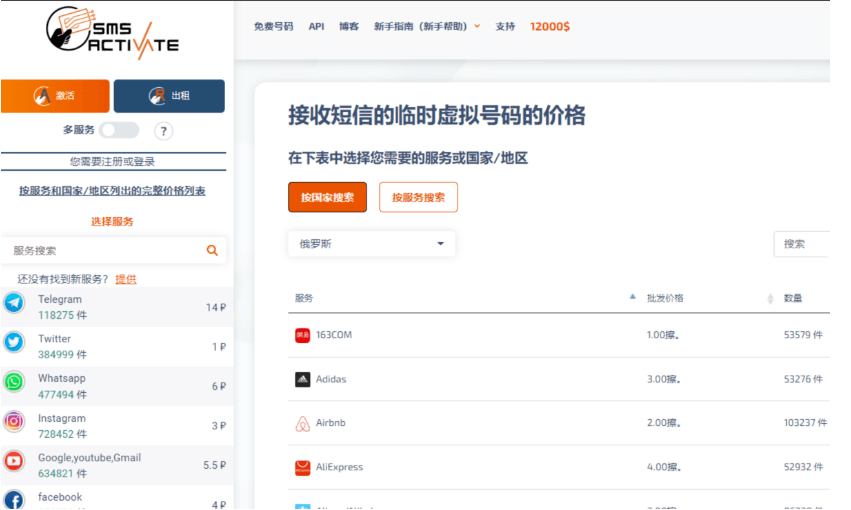 SMS
ACTIVATE
免费号码 API 博客 新手指南（新手帮助） 支持 12000$
激活 出租
多服务 ?
您需要注册或登录
按服务和国家/地区列出的完整价格列表
选择服务
服务搜索
还没有找到新服务？ 提供
Telegram
118275 件 14 ₽
Twitter
384999 件 1 ₽
Whatsapp
477494 件 6 ₽
Instagram
728452 件 3 ₽
Google,youtube,Gmail
634821 件 5.5 ₽
facebook
4 ₽
接收短信的临时虚拟号码的价格
在下表中选择您需要的服务或国家/地区
按国家搜索 按服务搜索
俄罗斯 搜索
服务 批发价格 数量
163COM 1.00擦。 53579 件
Adidas 3.00擦。 53276 件
Airbnb 2.00擦。 103237 件
AliExpress 4.00擦。 52932 件